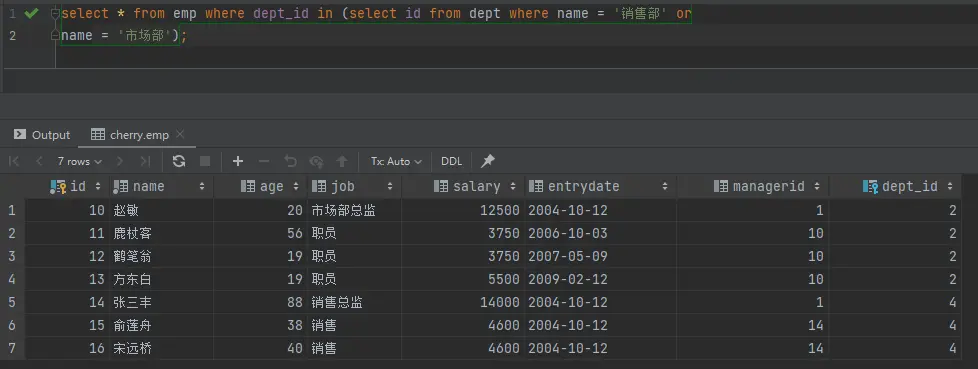 1 select * from emp where dept_id in (select id from dept where name = '销售部' or
2 name = '市场部');
Output cherry.emp
7 rows Tx: Auto DDL
id name age job salary entrydate managerid dept_id
1 10 赵敏 20 市场部总监 12500 2004-10-12 1 2
2 11 鹿杖客 56 职员 3750 2006-10-03 10 2
3 12 鹤笔翁 19 职员 3750 2007-05-09 10 2
4 13 方东白 19 职员 5500 2009-02-12 10 2
5 14 张三丰 88 销售总监 14000 2004-10-12 1 4
6 15 俞莲舟 38 销售 4600 2004-10-12 14 4
7 16 宋远桥 40 销售 4600 2004-10-12 14 4